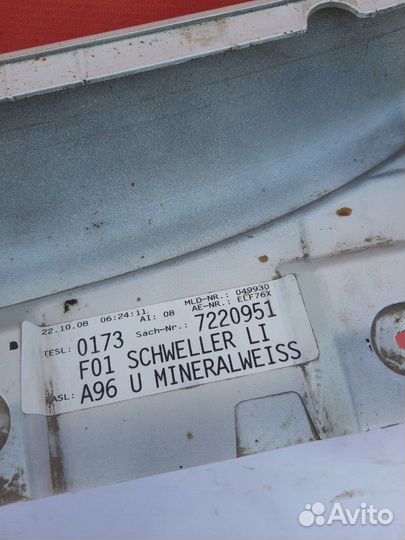 22.10.08 06:24:11 MLD-NR.: 049930
AI: 08 AE-NR.: ELF76X
TESL: 0173 Sach-Nr.: 7220951
F01 SCHWELLER LI
ASL: A96 U MINERALWEISS
Avito